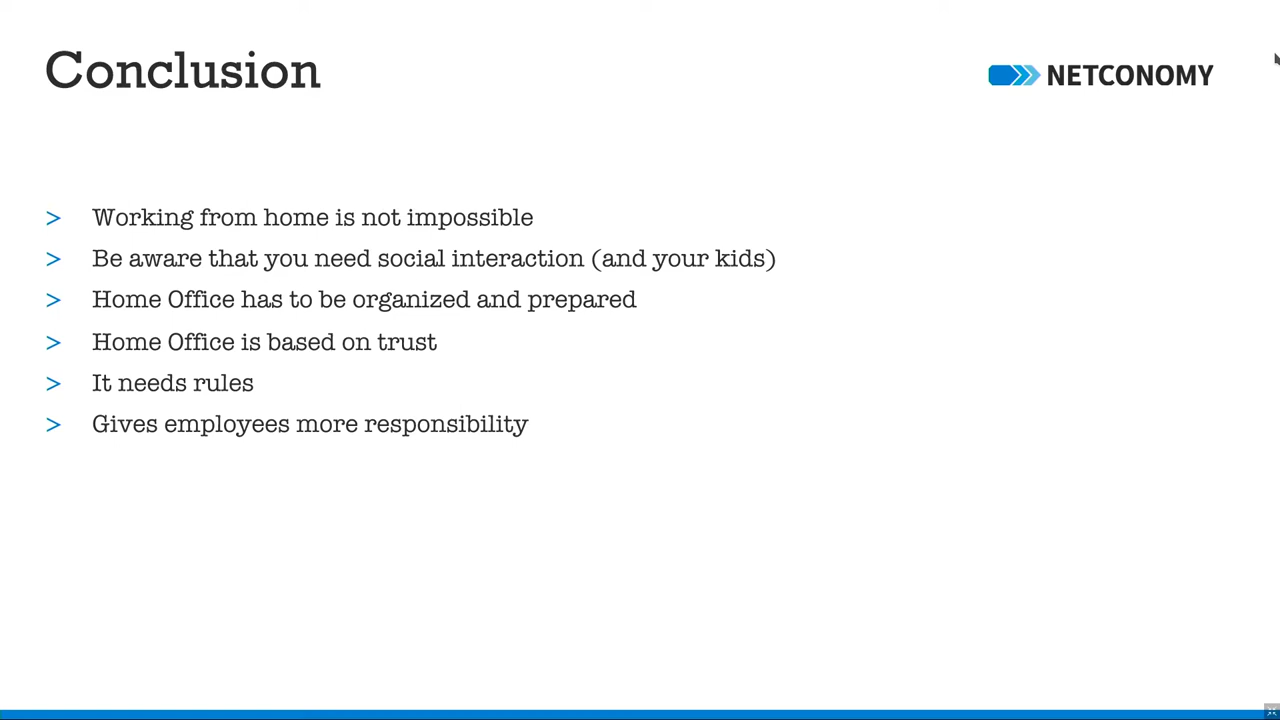 Conclusion
NETCONOMY
> Working from home is not impossible
> Be aware that you need social interaction (and your kids)
> Home Office has to be organized and prepared
> Home Office is based on trust
> It needs rules
> Gives employees more responsibility